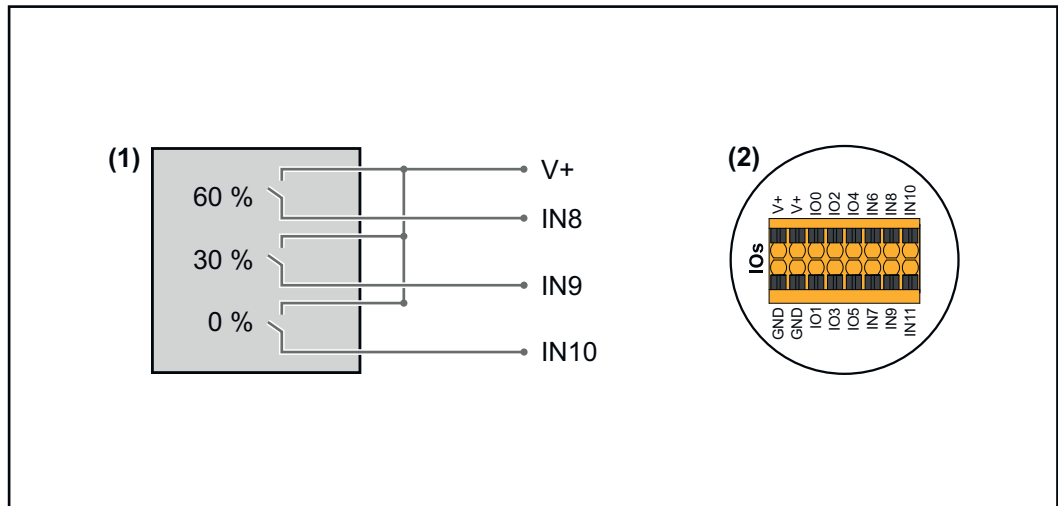 (1)
60 %
30 %
0 %
V+
IN8
IN9
IN10
(2)
IOs
V+
V+
IO0
IO2
IO4
IN6
IN8
IN10
GND
GND
IO1
IO3
IO5
IN7
IN9
IN11